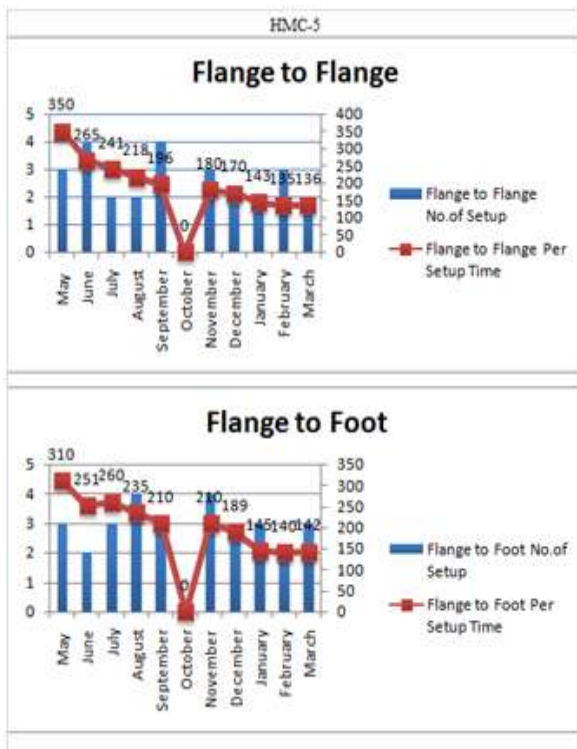 HMC-5
Flange to Flange
350
265
241
218
196
0
180
170
143
135
136
5
4
3
2
1
0
400
350
300
250
200
150
100
50
0
May
June
July
August
September
October
November
December
January
February
March
Flange to Flange
No.of Setup
Flange to Flange Per
Setup Time
Flange to Foot
310
251
260
235
210
0
210
189
145
140
142
5
4
3
2
1
0
350
300
250
200
150
100
50
0
May
June
July
August
September
October
November
December
January
February
March
Flange to Foot No.of
Setup
Flange to Foot Per
Setup Time